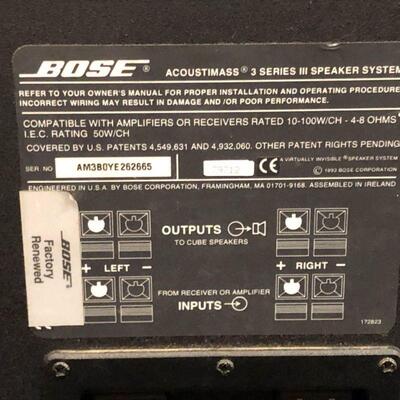 BOSE® ACOUSTIMASS® 3 SERIES III SPEAKER SYSTEM
REFER TO YOUR OWNER'S MANUAL FOR PROPER INSTALLATION AND OPERATING PROCEDURE
INCORRECT WIRING MAY RESULT IN DAMAGE AND/OR POOR PERFORMANCE.
COMPATIBLE WITH AMPLIFIERS OR RECEIVERS RATED 10-100W/CH - 4-8 OHMS
I.E.C. RATING 50W/CH
COVERED BY U.S. PATENTS 4,549,631 AND 4,932,060. OTHER PATENT RIGHTS PENDING
SER NO AM3B0YE262665 CE A VIRTUALLY INVISIBLE® SPEAKER SYSTEM
© 1993 BOSE CORPORATION
ENGINEERED IN U.S.A. BY BOSE CORPORATION, FRAMINGHAM, MA 01701-9168. ASSEMBLED IN IRELAND
BOSE
Factory
Renewed
OUTPUTS
TO CUBE SPEAKERS
+ LEFT -
+ RIGHT -
FROM RECEIVER OR AMPLIFIER
INPUTS
172823